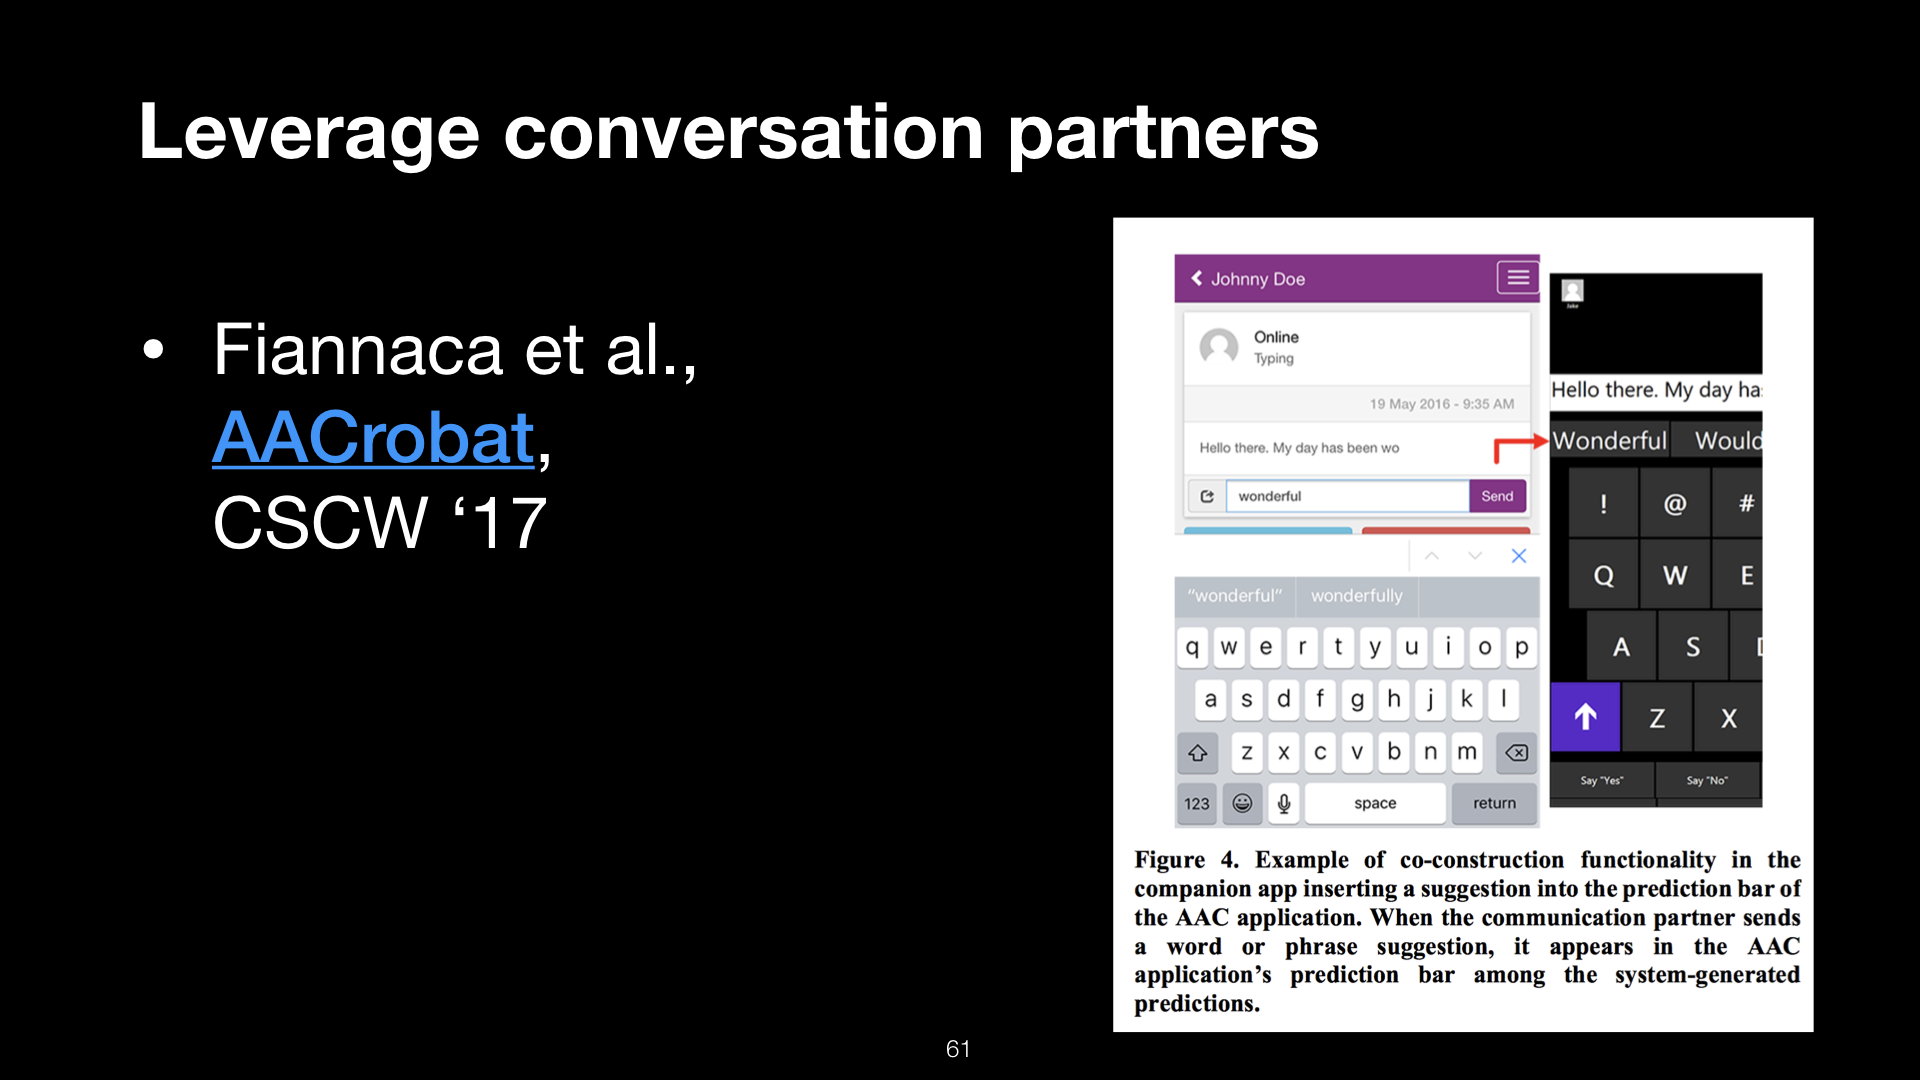 Leverage conversation partners
• Fiannaca et al.,
AACrobat,
CSCW ‘17
Johnny Doe
Online
Typing
19 May 2016 - 9:35 AM
Hello there. My day has been wo
wonderful
Send
“wonderful” wonderfully
q w e r t y u i o p
a s d f g h j k l
z x c v b n m
123 space return
Hello there. My day ha
Wonderful Would
! @ #
Q W E
A S
Z X
Say "Yes" Say "No"
Figure 4. Example of co-construction functionality in the
companion app inserting a suggestion into the prediction bar of
the AAC application. When the communication partner sends
a word or phrase suggestion, it appears in the AAC
application’s prediction bar among the system-generated
predictions.
61